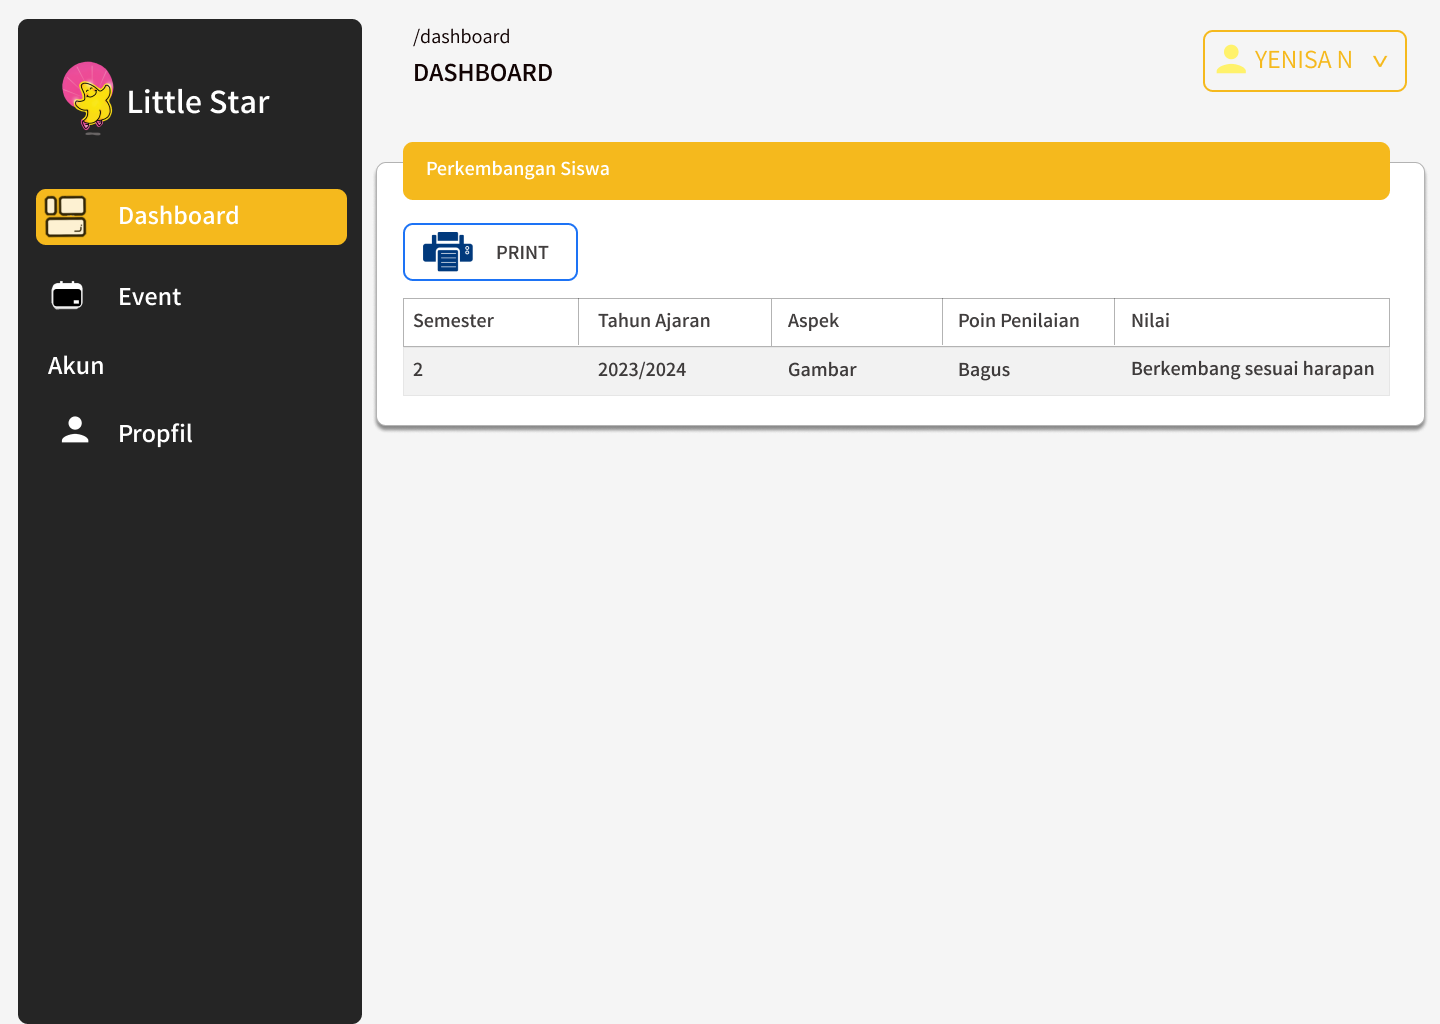 Little Star
Dashboard
Event
Akun
Propfil
/dashboard
DASHBOARD
YENISA N
Perkembangan Siswa
PRINT
Semester Tahun Ajaran Aspek Poin Penilaian Nilai
2 2023/2024 Gambar Bagus Berkembang sesuai harapan